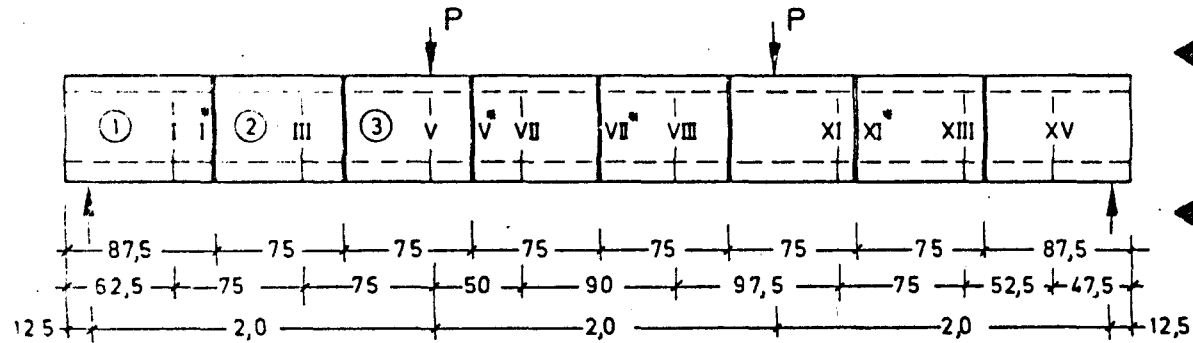 P P
① I I* ② III ③ V V* VII VII* VIII XI XI* XIII XV
87,5 75 75 75 75 75 75 87,5
62,5 75 75 50 90 97,5 75 52,5 47,5
12 5 2,0 2,0 2,0 12,5